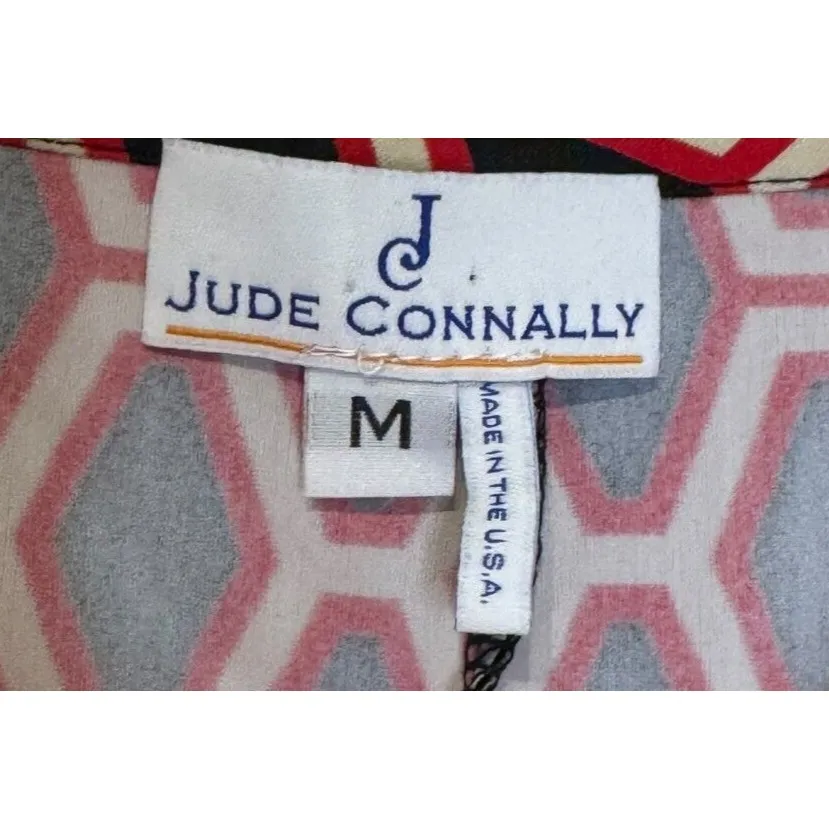 JC
JUDE CONNALLY
M
MADE IN THE U.S.A.